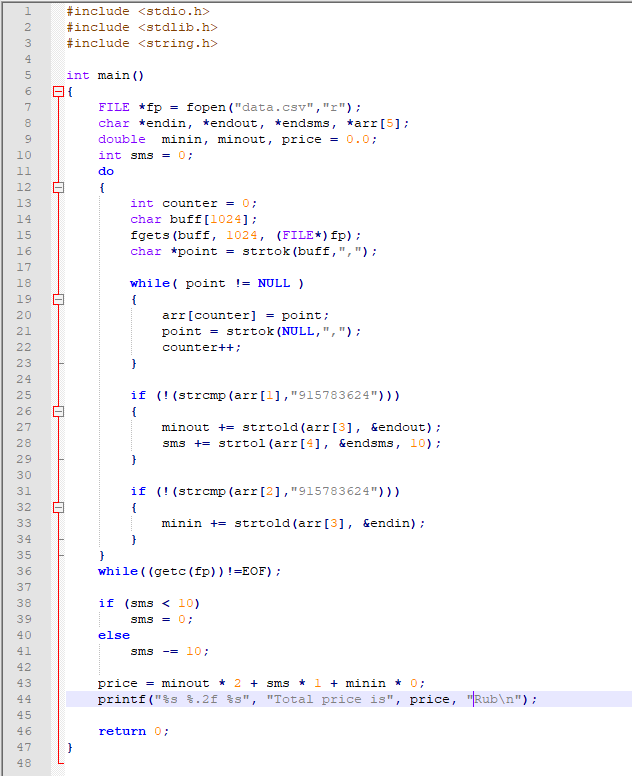 1 #include <stdio.h>
2 #include <stdlib.h>
3 #include <string.h>
4
5 int main()
6 {
7     FILE *fp = fopen("data.csv","r");
8     char *endin, *endout, *endsms, *arr[5];
9     double  minin, minout, price = 0.0;
10     int sms = 0;
11     do
12     {
13         int counter = 0;
14         char buff[1024];
15         fgets(buff, 1024, (FILE*)fp);
16         char *point = strtok(buff,",");
17
18         while( point != NULL )
19         {
20             arr[counter] = point;
21             point = strtok(NULL,",");
22             counter++;
23         }
24
25         if (!(strcmp(arr[1],"915783624")))
26         {
27             minout += strtold(arr[3], &endout);
28             sms += strtol(arr[4], &endsms, 10);
29         }
30
31         if (!(strcmp(arr[2],"915783624")))
32         {
33             minin += strtold(arr[3], &endin);
34         }
35     }
36     while((getc(fp))!=EOF);
37
38     if (sms < 10)
39         sms = 0;
40     else
41         sms -= 10;
42
43     price = minout * 2 + sms * 1 + minin * 0;
44     printf("%s %.2f %s", "Total price is", price, "Rub\n");
45
46     return 0;
47 }
48